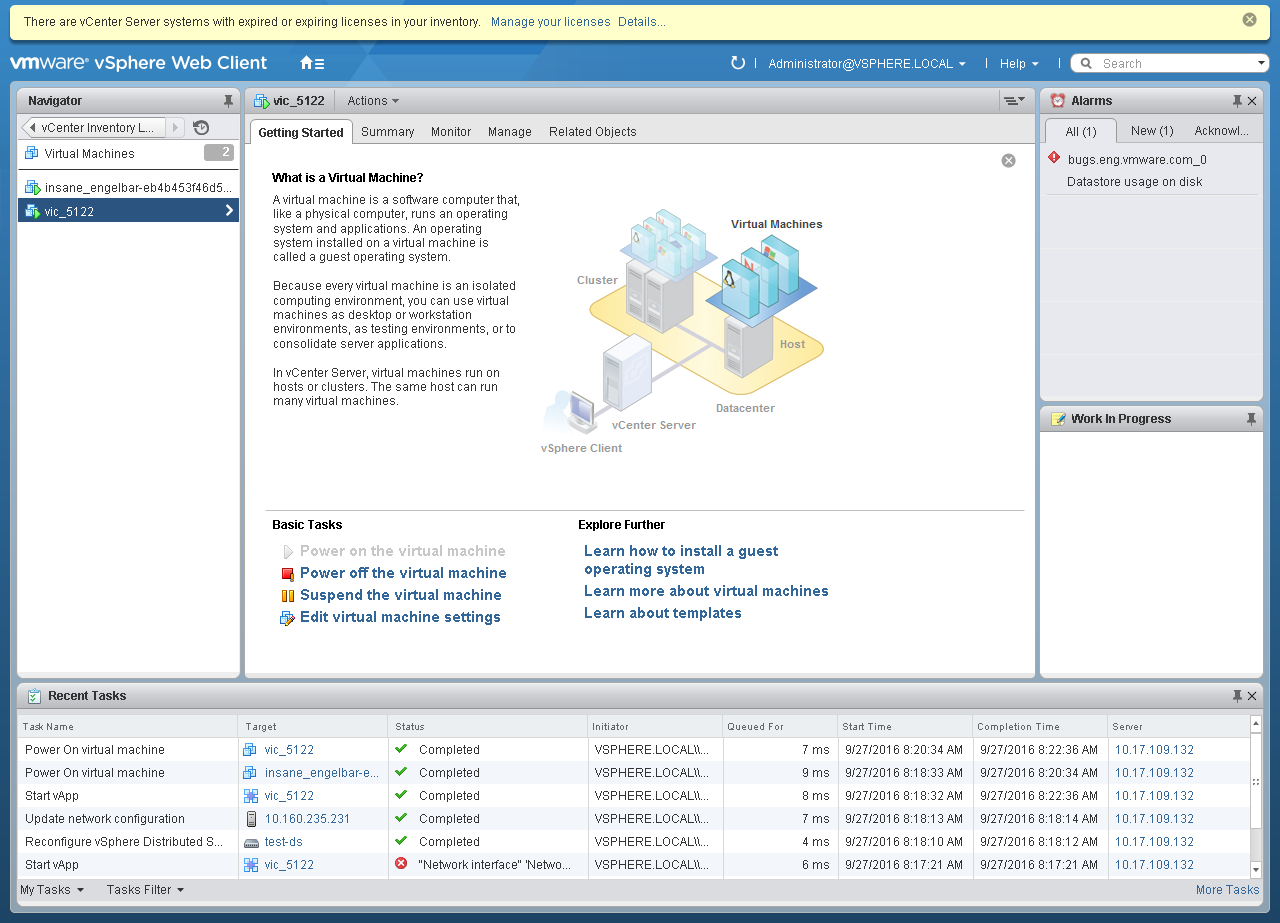 There are vCenter Server systems with expired or expiring licenses in your inventory. Manage your licenses Details...
vmware® vSphere Web Client
Administrator@VSPHERE.LOCAL
Help
Search
Navigator
vCenter Inventory L...
Virtual Machines 2
insane_engelbar-eb4b453f46d5...
vic_5122
vic_5122 Actions
Getting Started Summary Monitor Manage Related Objects
What is a Virtual Machine?
A virtual machine is a software computer that,
like a physical computer, runs an operating
system and applications. An operating
system installed on a virtual machine is
called a guest operating system.
Because every virtual machine is an isolated
computing environment, you can use virtual
machines as desktop or workstation
environments, as testing environments, or to
consolidate server applications.
In vCenter Server, virtual machines run on
hosts or clusters. The same host can run
many virtual machines.
Virtual Machines
Cluster
Host
Datacenter
vCenter Server
vSphere Client
Basic Tasks
Power on the virtual machine
Power off the virtual machine
Suspend the virtual machine
Edit virtual machine settings
Explore Further
Learn how to install a guest
operating system
Learn more about virtual machines
Learn about templates
Alarms
All (1) New (1) Acknowl...
bugs.eng.vmware.com_0
Datastore usage on disk
Work In Progress
Recent Tasks
Task Name Target Status Initiator Queued For Start Time Completion Time Server
Power On virtual machine vic_5122 Completed VSPHERE.LOCAL\\... 7 ms 9/27/2016 8:20:34 AM 9/27/2016 8:22:36 AM 10.17.109.132
Power On virtual machine insane_engelbar-e... Completed VSPHERE.LOCAL\\... 9 ms 9/27/2016 8:18:33 AM 9/27/2016 8:20:34 AM 10.17.109.132
Start vApp vic_5122 Completed VSPHERE.LOCAL\\... 8 ms 9/27/2016 8:18:32 AM 9/27/2016 8:22:36 AM 10.17.109.132
Update network configuration 10.160.235.231 Completed VSPHERE.LOCAL\\... 7 ms 9/27/2016 8:18:13 AM 9/27/2016 8:18:14 AM 10.17.109.132
Reconfigure vSphere Distributed S... test-ds Completed VSPHERE.LOCAL\\... 4 ms 9/27/2016 8:18:10 AM 9/27/2016 8:18:12 AM 10.17.109.132
Start vApp vic_5122 "Network interface" 'Netwo... VSPHERE.LOCAL\\... 6 ms 9/27/2016 8:17:21 AM 9/27/2016 8:17:21 AM 10.17.109.132
My Tasks Tasks Filter More Tasks